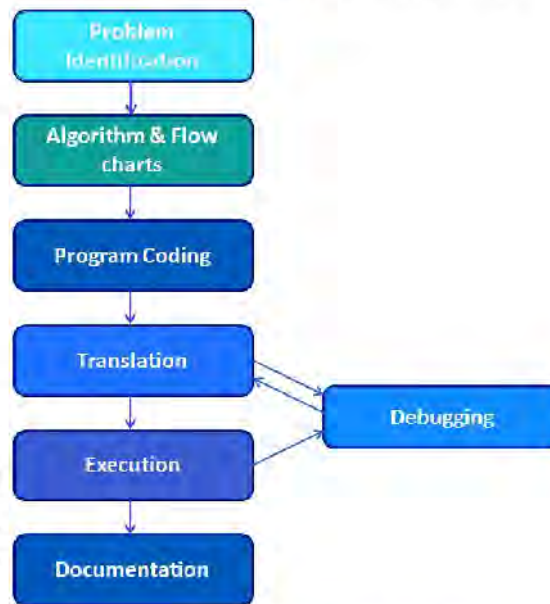 Problem
Identification
Algorithm & Flow
charts
Program Coding
Translation
Debugging
Execution
Documentation